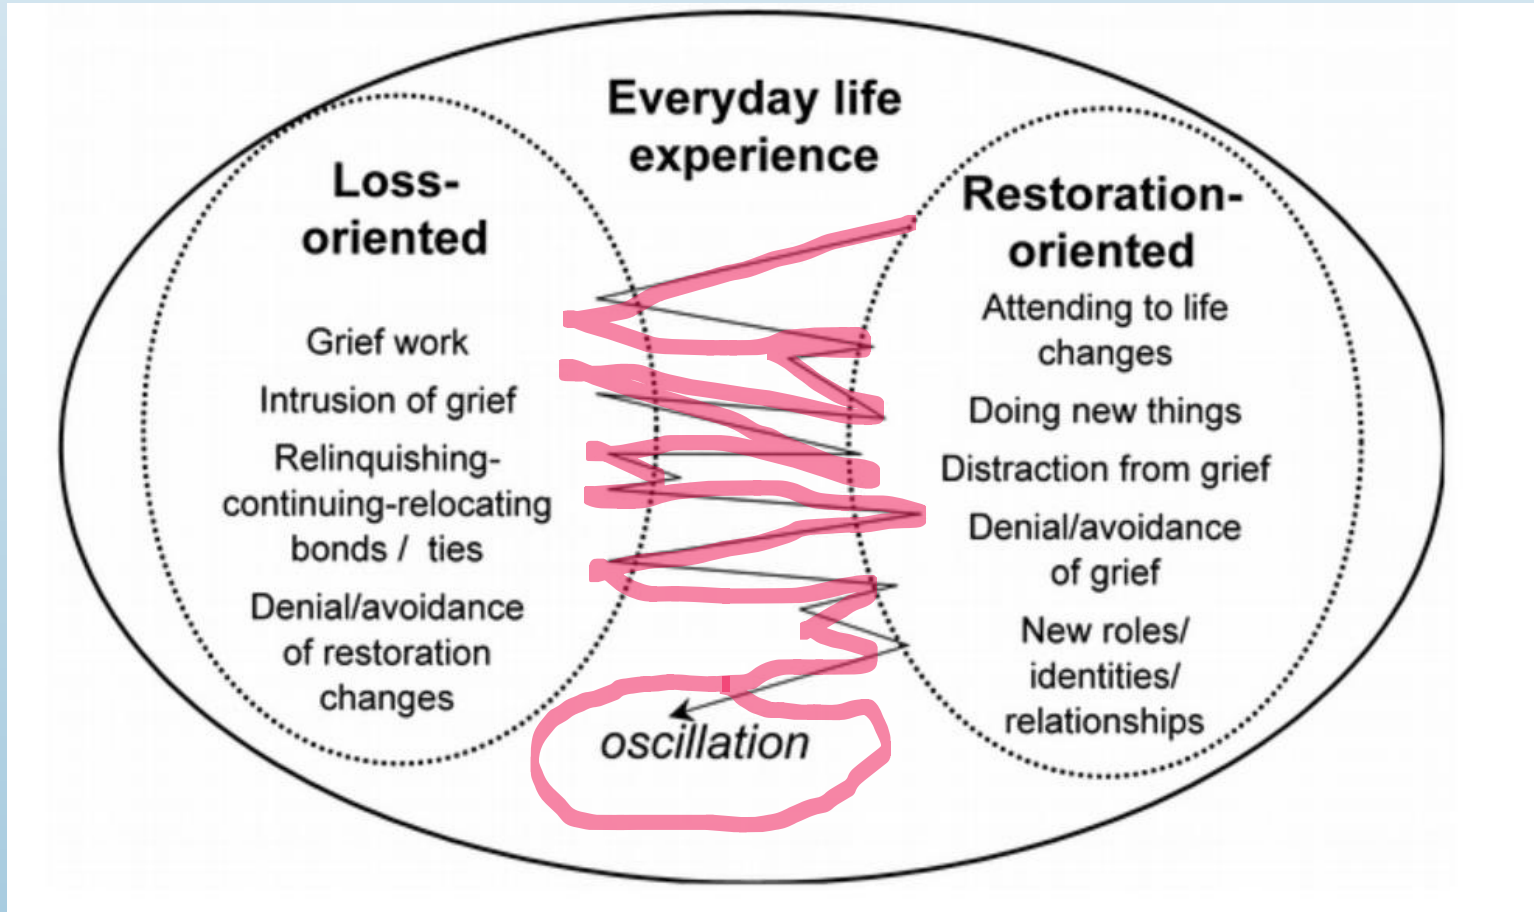 Everyday life
experience
Loss-
oriented
Grief work
Intrusion of grief
Relinquishing-
continuing-relocating
bonds / ties
Denial/avoidance
of restoration
changes
Restoration-
oriented
Attending to life
changes
Doing new things
Distraction from grief
Denial/avoidance
of grief
New roles/
identities/
relationships
oscillation